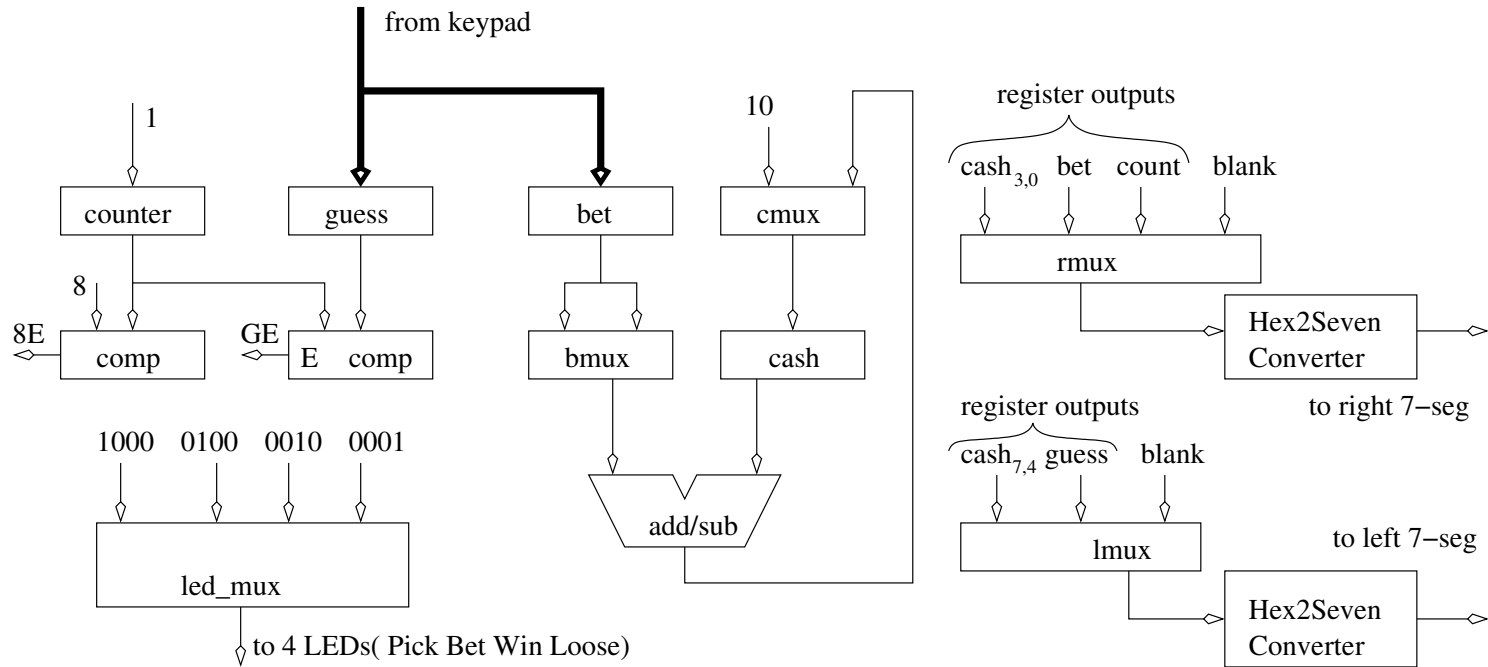 from keypad
1
10
register outputs
cash3,0 bet count blank
counter guess bet cmux
rmux
8
8E comp
GE E comp
bmux cash
Hex2Seven
Converter
to right 7−seg
register outputs
cash7,4 guess blank
1000 0100 0010 0001
add/sub
lmux
to left 7−seg
led_mux
Hex2Seven
Converter
to 4 LEDs( Pick Bet Win Loose)